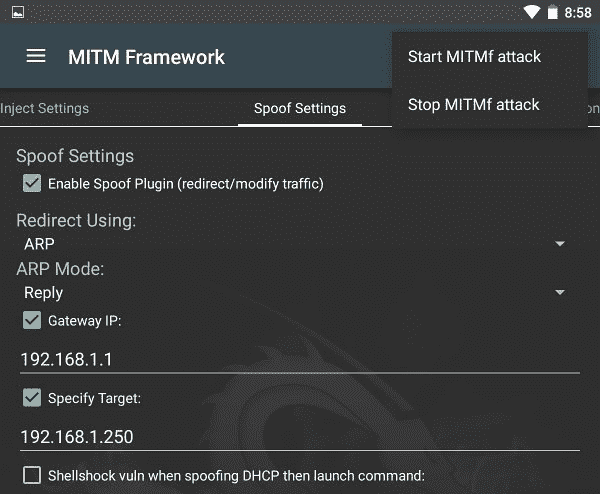 8:58
MITM Framework
Start MITMf attack
Stop MITMf attack
Inject Settings
Spoof Settings
on
Spoof Settings
Enable Spoof Plugin (redirect/modify traffic)
Redirect Using:
ARP
ARP Mode:
Reply
Gateway IP:
192.168.1.1
Specify Target:
192.168.1.250
Shellshock vuln when spoofing DHCP then launch command: